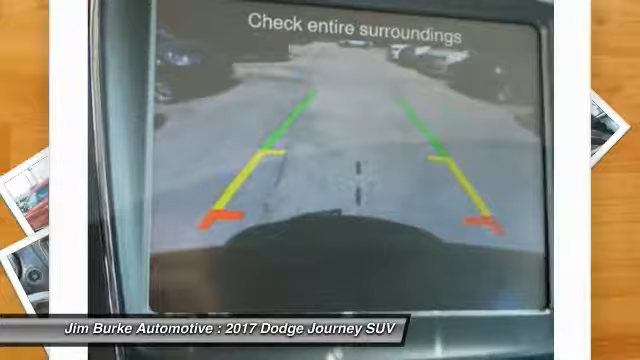 Check entire surroundings
Jim Burke Automotive : 2017 Dodge Journey SUV